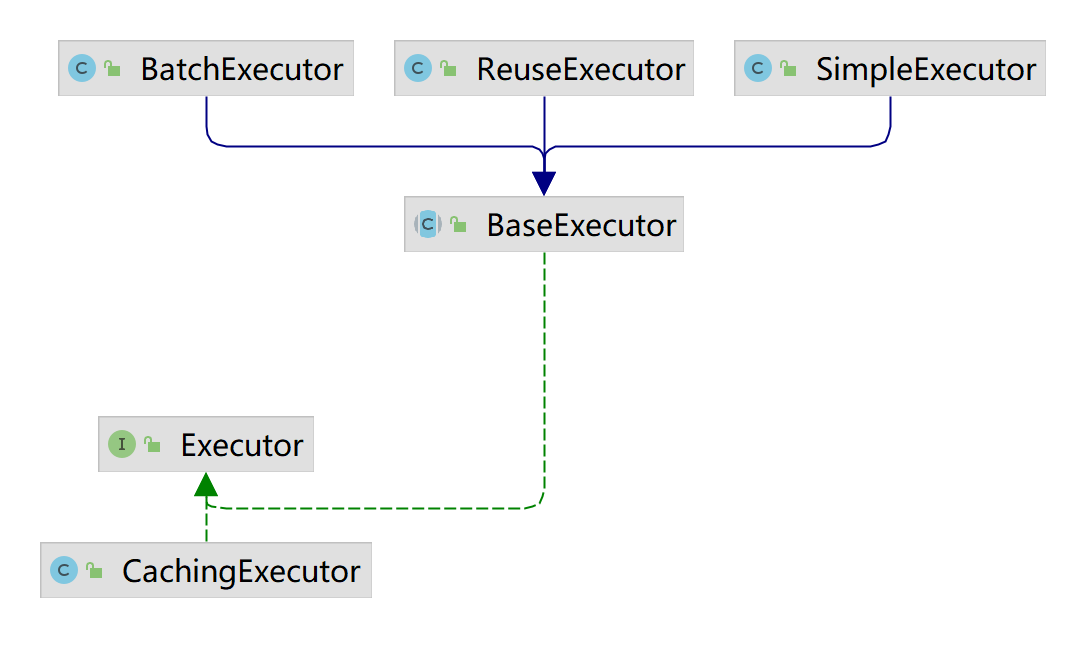 C BatchExecutor
C ReuseExecutor
C SimpleExecutor
C BaseExecutor
I Executor
C CachingExecutor